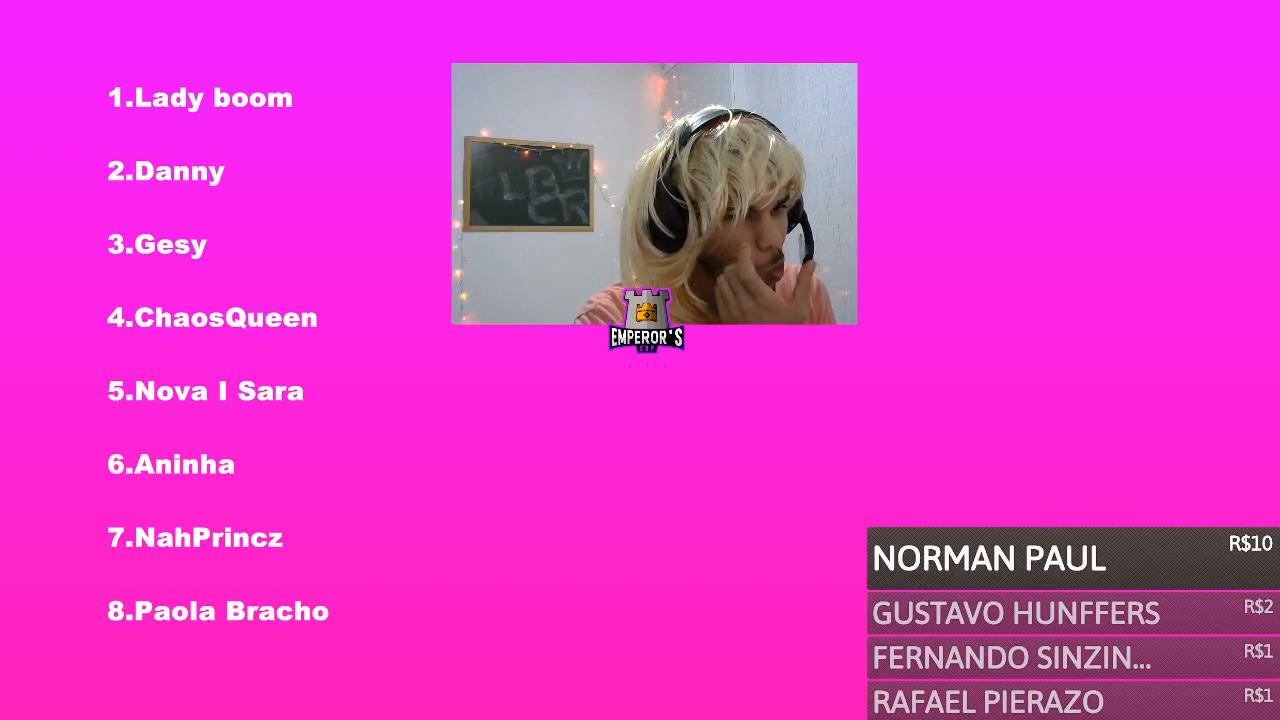 1.Lady boom
2.Danny
3.Gesy
4.ChaosQueen
5.Nova I Sara
6.Aninha
7.NahPrincz
8.Paola Bracho
EMPEROR'S
CUP
NORMAN PAUL R$10
GUSTAVO HUNFFERS R$2
FERNANDO SINZIN... R$1
RAFAEL PIERAZO R$1